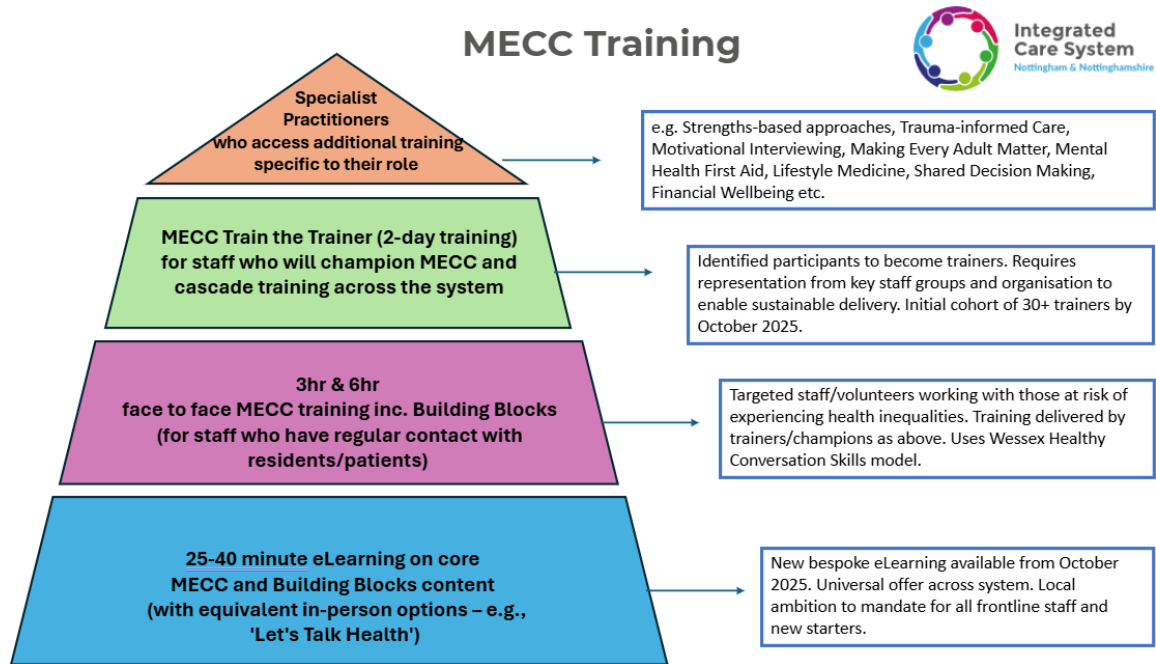 MECC Training
Integrated
Care System
Nottingham & Nottinghamshire
Specialist
Practitioners
who access additional training
specific to their role
e.g. Strengths-based approaches, Trauma-informed Care,
Motivational Interviewing, Making Every Adult Matter, Mental
Health First Aid, Lifestyle Medicine, Shared Decision Making,
Financial Wellbeing etc.
MECC Train the Trainer (2-day training)
for staff who will champion MECC and
cascade training across the system
Identified participants to become trainers. Requires
representation from key staff groups and organisation to
enable sustainable delivery. Initial cohort of 30+ trainers by
October 2025.
3hr & 6hr
face to face MECC training inc. Building Blocks
(for staff who have regular contact with
residents/patients)
Targeted staff/volunteers working with those at risk of
experiencing health inequalities. Training delivered by
trainers/champions as above. Uses Wessex Healthy
Conversation Skills model.
25-40 minute eLearning on core
MECC and Building Blocks content
(with equivalent in-person options – e.g.,
'Let's Talk Health')
New bespoke eLearning available from October
2025. Universal offer across system. Local
ambition to mandate for all frontline staff and
new starters.